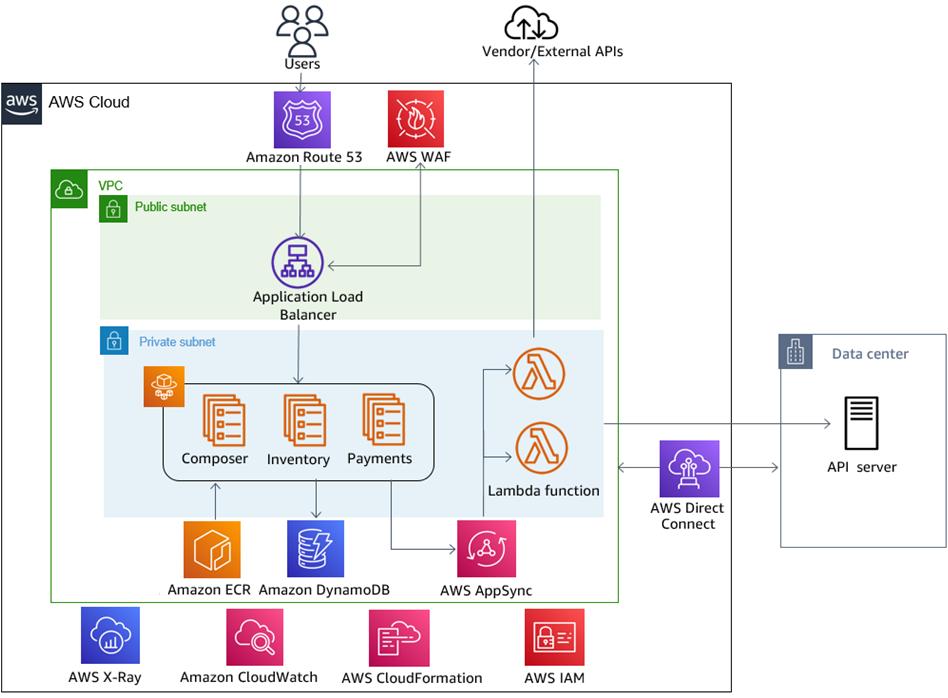 Users
Vendor/External APIs
aws
AWS Cloud
53
Amazon Route 53
AWS WAF
VPC
Public subnet
Application Load
Balancer
Private subnet
Data center
Composer
Inventory
Payments
Lambda function
API server
AWS Direct
Connect
Amazon ECR
Amazon DynamoDB
AWS AppSync
AWS X-Ray
Amazon CloudWatch
AWS CloudFormation
AWS IAM